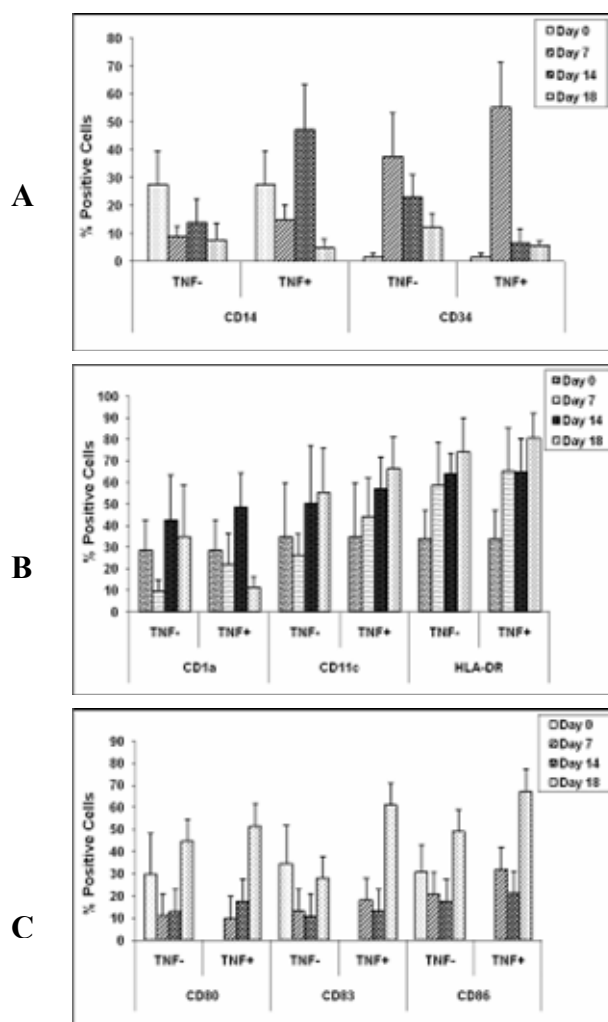 A
% Positive Cells
80
70
60
50
40
30
20
10
0
TNF- TNF+ TNF- TNF+
CD14 CD34
Day 0
Day 7
Day 14
Day 18
B
% Positive Cells
100
90
80
70
60
50
40
30
20
10
0
TNF- TNF+ TNF- TNF+ TNF- TNF+
CD1a CD11c HLA-DR
Day 0
Day 7
Day 14
Day 18
C
% Positive Cells
90
80
70
60
50
40
30
20
10
0
TNF- TNF+ TNF- TNF+ TNF- TNF+
CD80 CD83 CD86
Day 0
Day 7
Day 14
Day 18